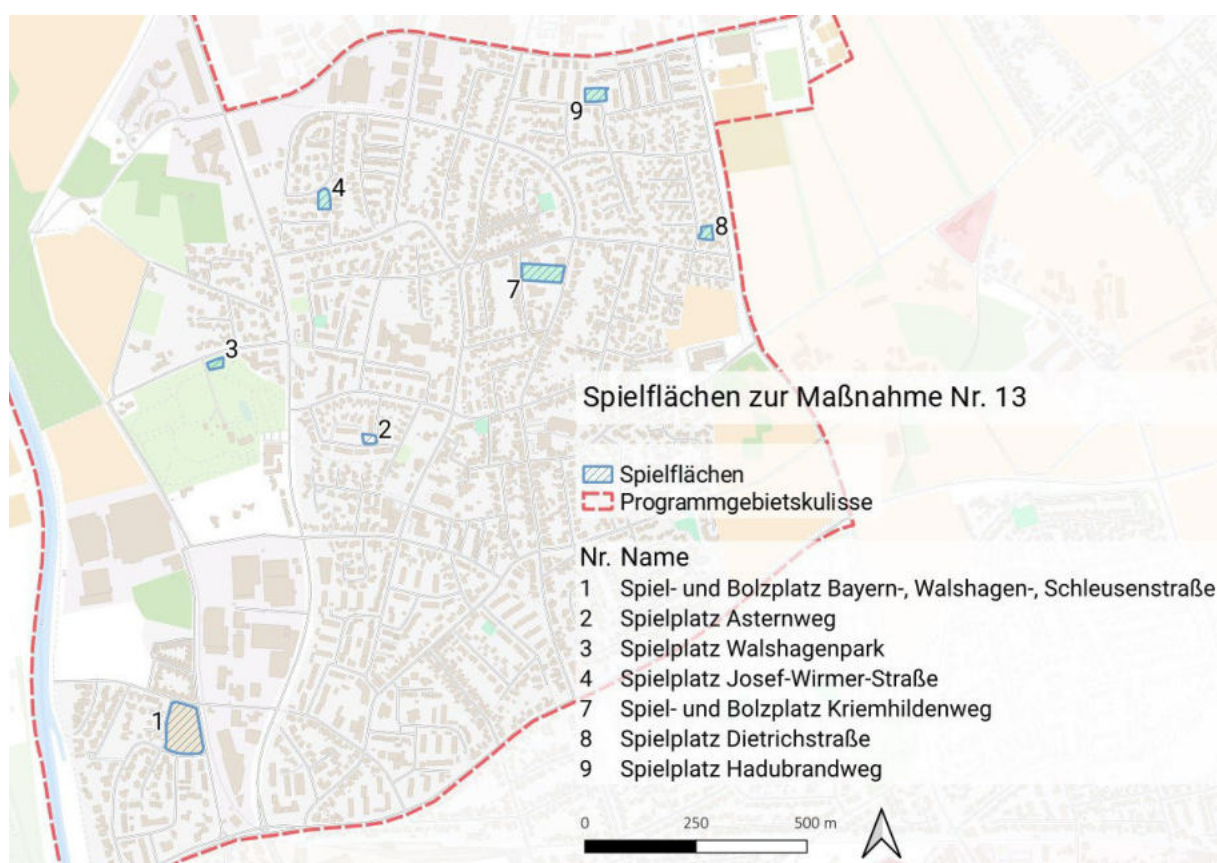 9
4
8
7
3
2
1
Spielflächen zur Maßnahme Nr. 13
Spielflächen
Programmgebietskulisse
Nr. Name
1 Spiel- und Bolzplatz Bayern-, Walshagen-, Schleusenstraße
2 Spielplatz Asternweg
3 Spielplatz Walshagenpark
4 Spielplatz Josef-Wirmer-Straße
7 Spiel- und Bolzplatz Kriemhildenweg
8 Spielplatz Dietrichstraße
9 Spielplatz Hadubrandweg
0 250 500 m